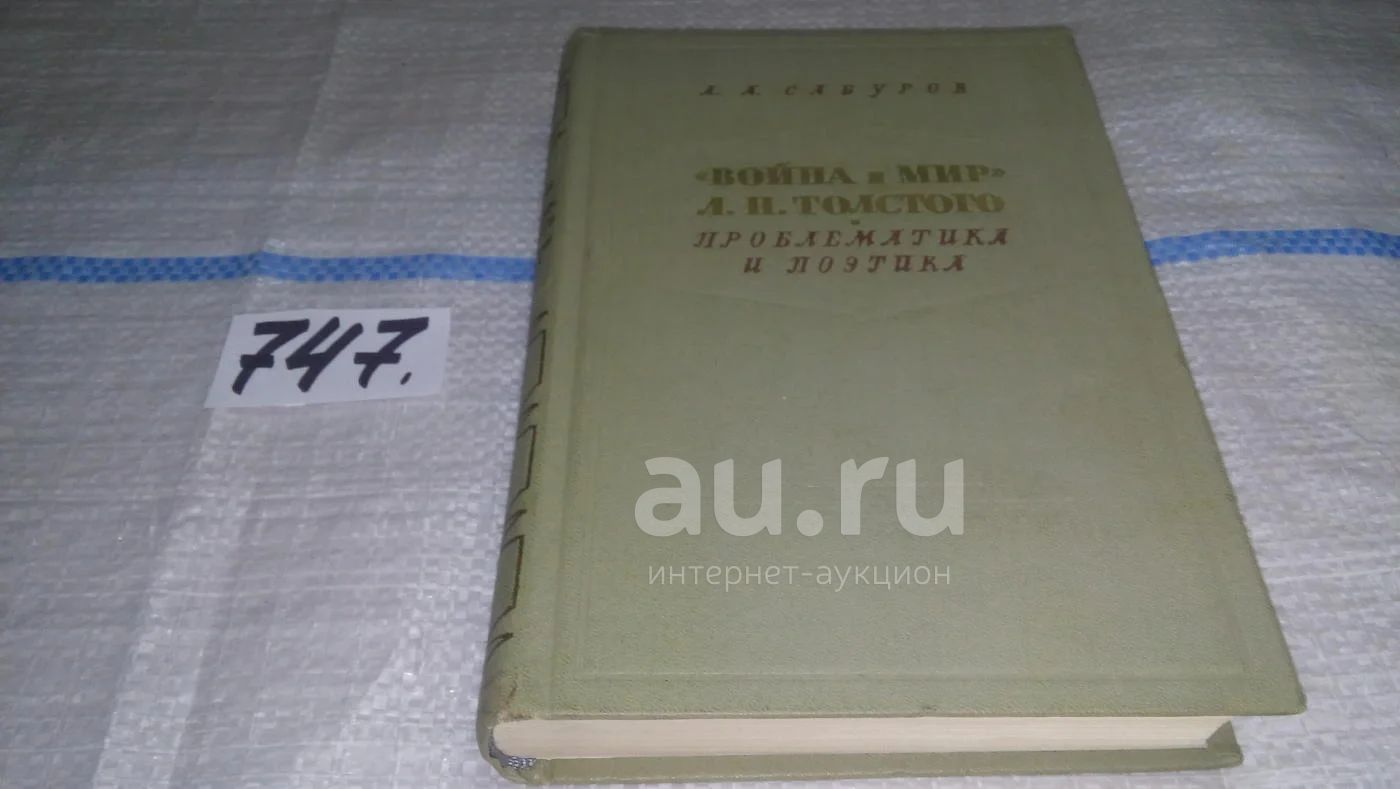 А. А. САБУРОВ
«ВОЙНА и МИР»
Л. Н. ТОЛСТОГО
ПРОБЛЕМАТИКА
И ПОЭТИКА
747.
au.ru
интернет-аукцион